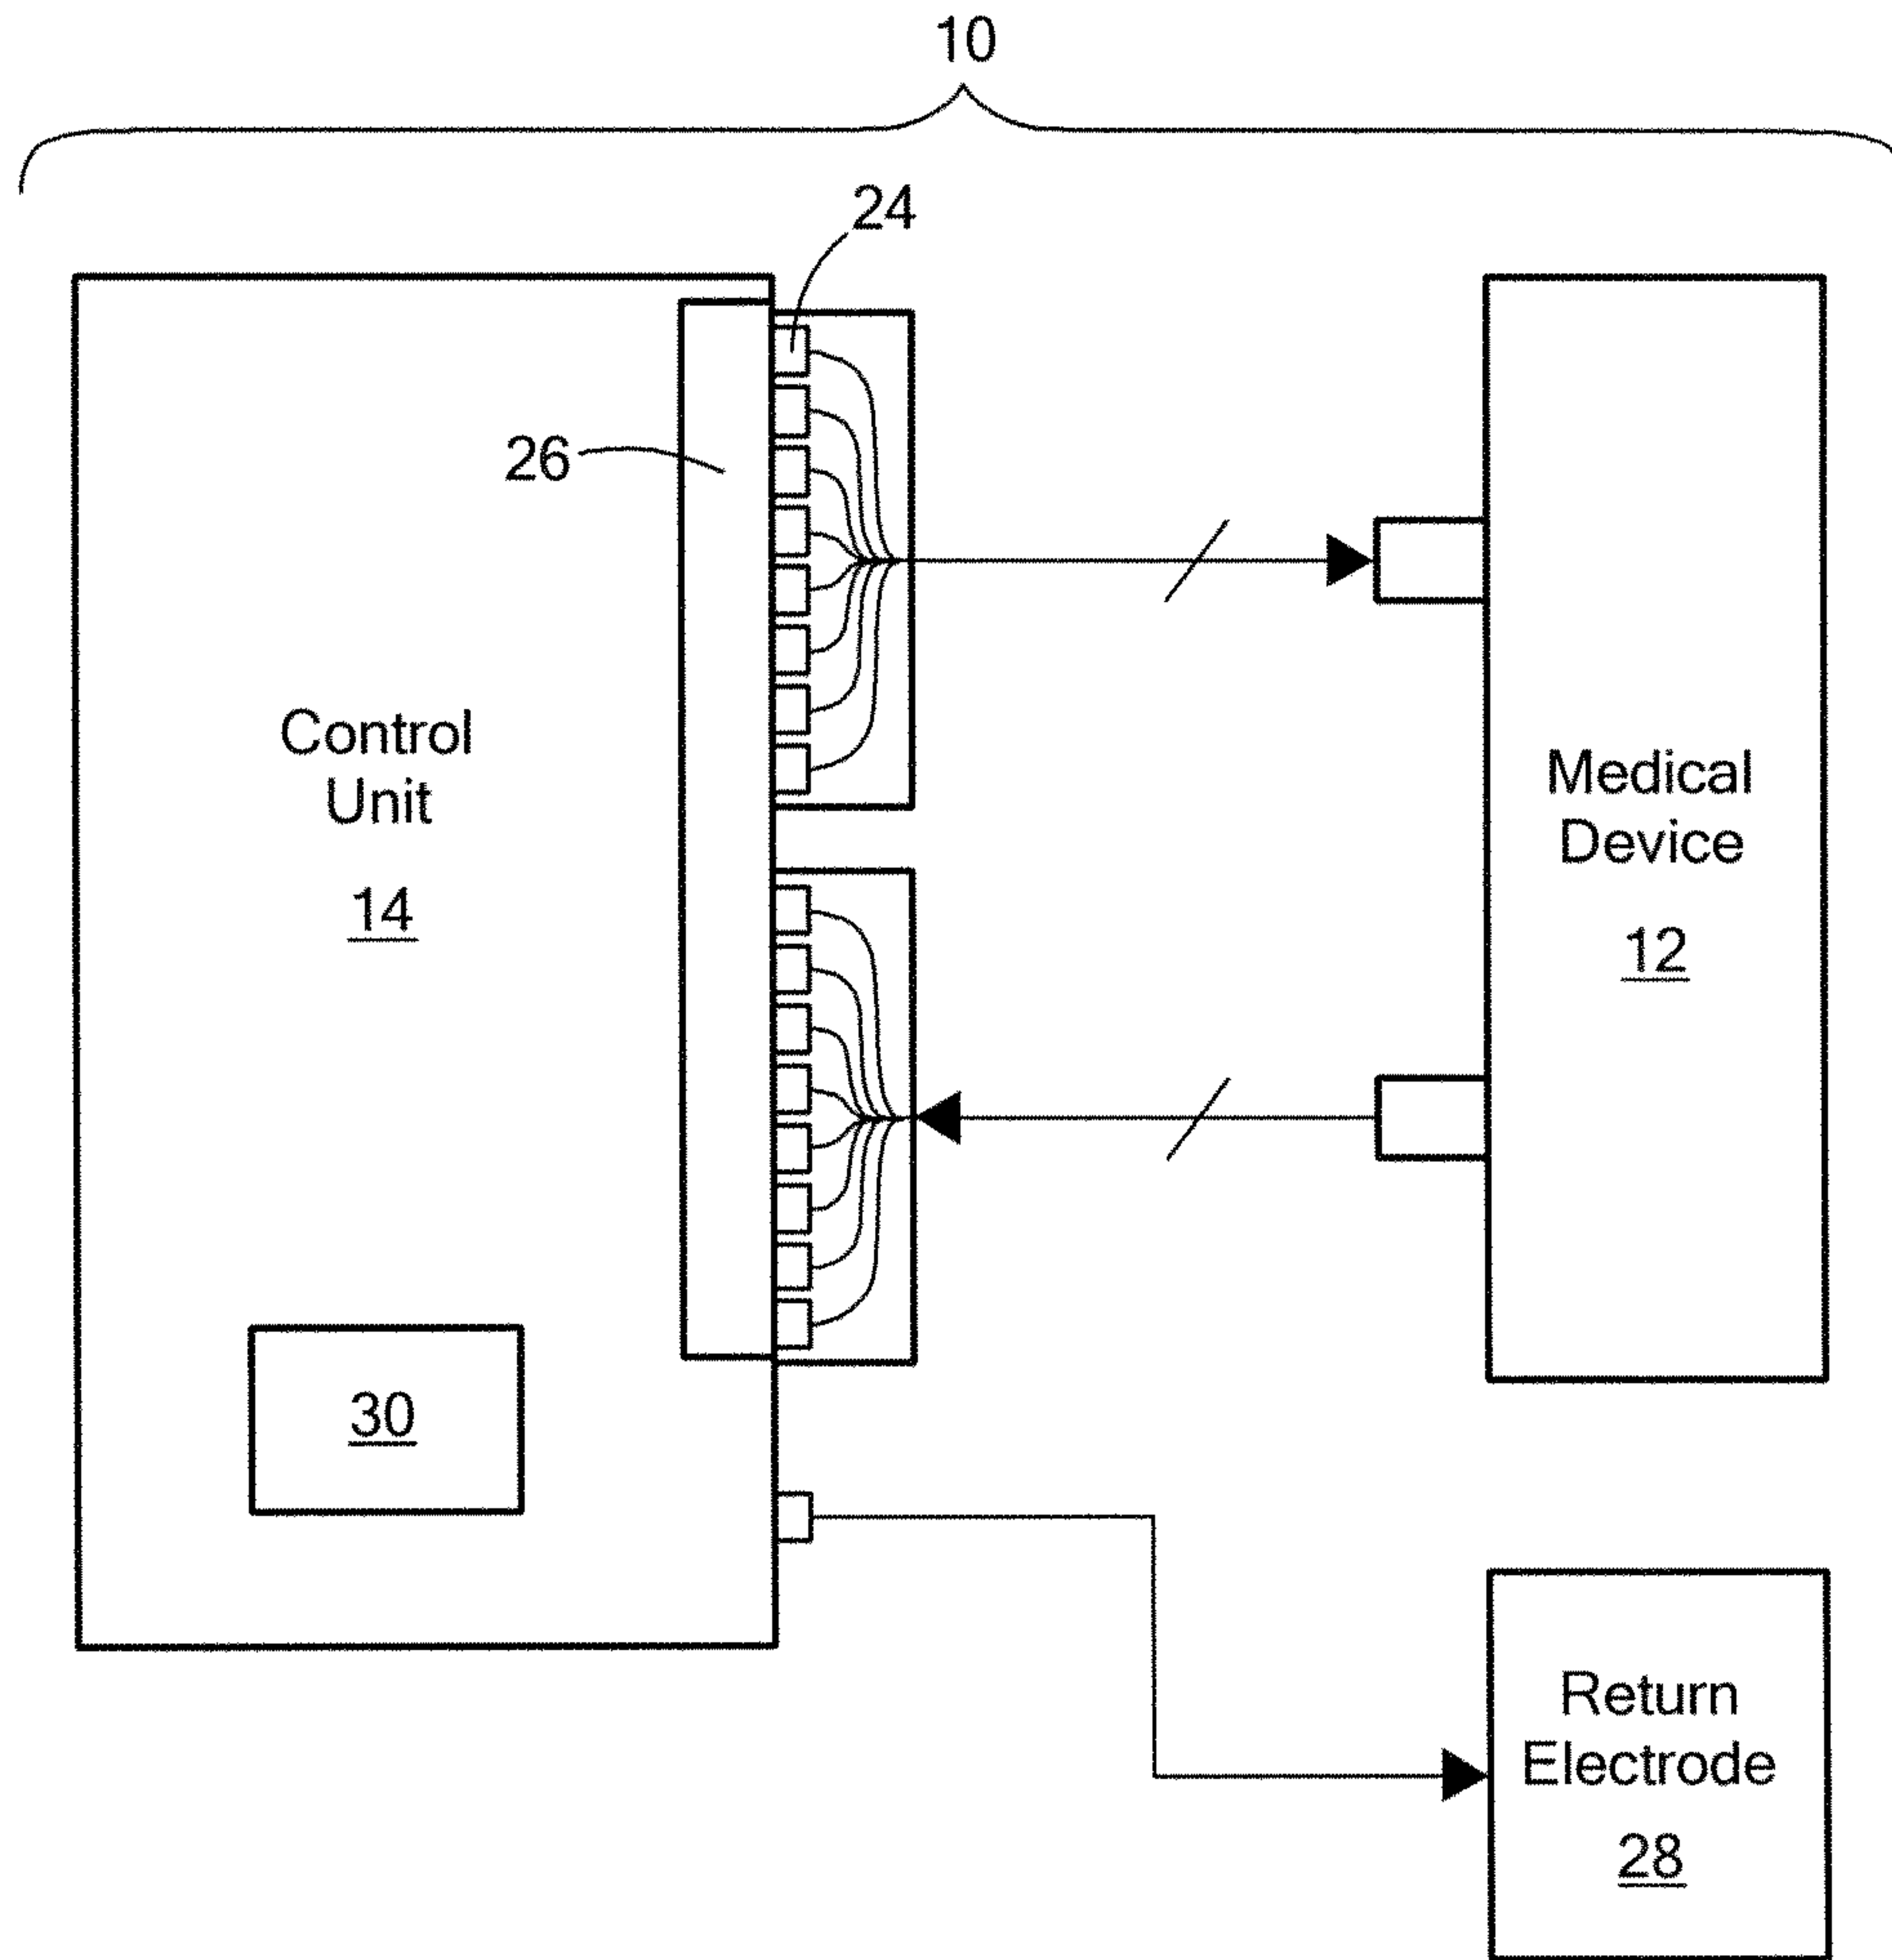 10
24
26
Control
Unit
14
Medical
Device
12
30
Return
Electrode
28